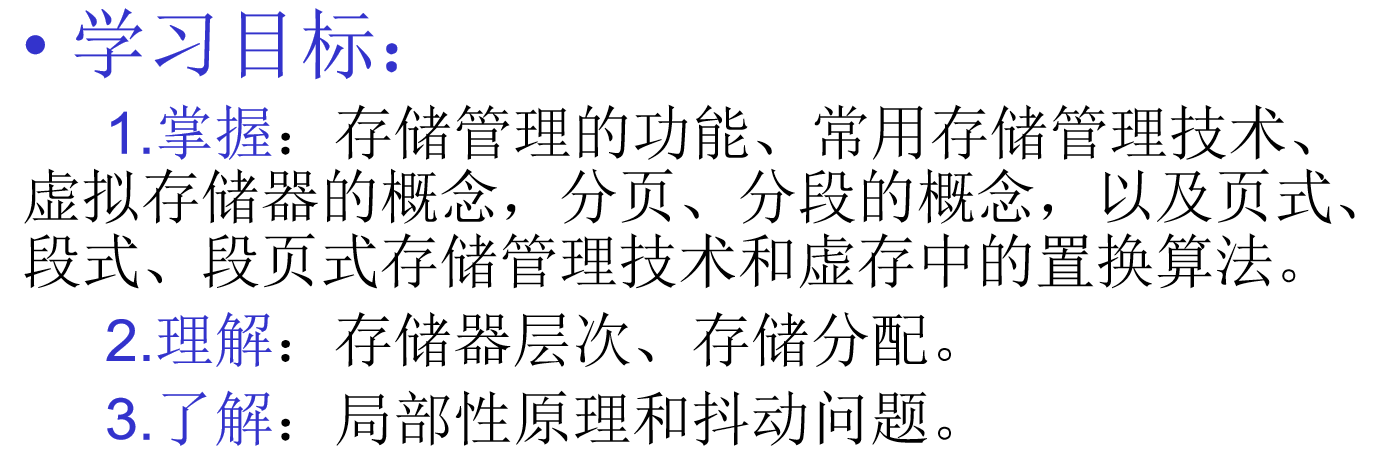 • 学习目标：
1.掌握：存储管理的功能、常用存储管理技术、
虚拟存储器的概念，分页、分段的概念，以及页式、
段式、段页式存储管理技术和虚存中的置换算法。
2.理解：存储器层次、存储分配。
3.了解：局部性原理和抖动问题。